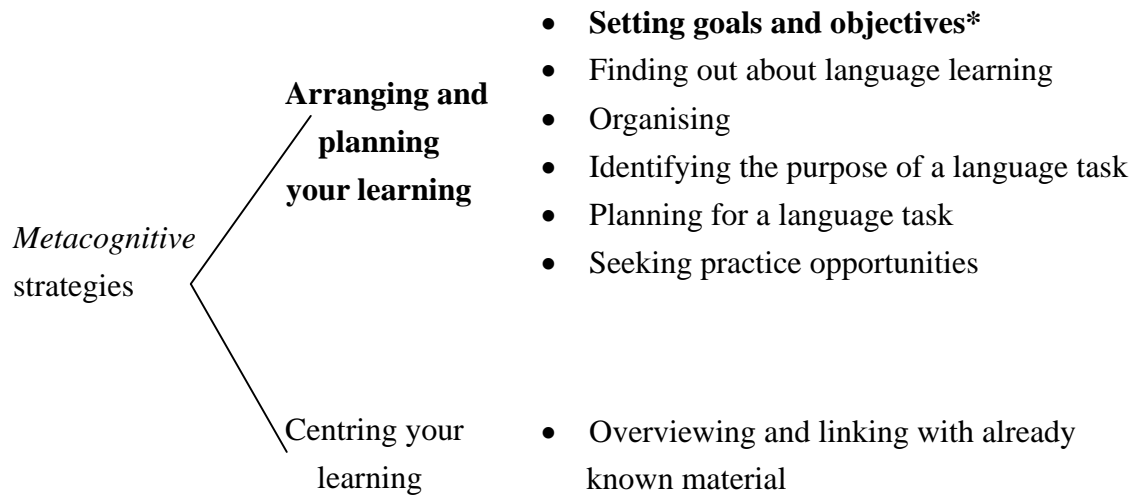 Metacognitive
strategies
Arranging and
planning
your learning
• Setting goals and objectives*
• Finding out about language learning
• Organising
• Identifying the purpose of a language task
• Planning for a language task
• Seeking practice opportunities
Centring your
learning
• Overviewing and linking with already
known material